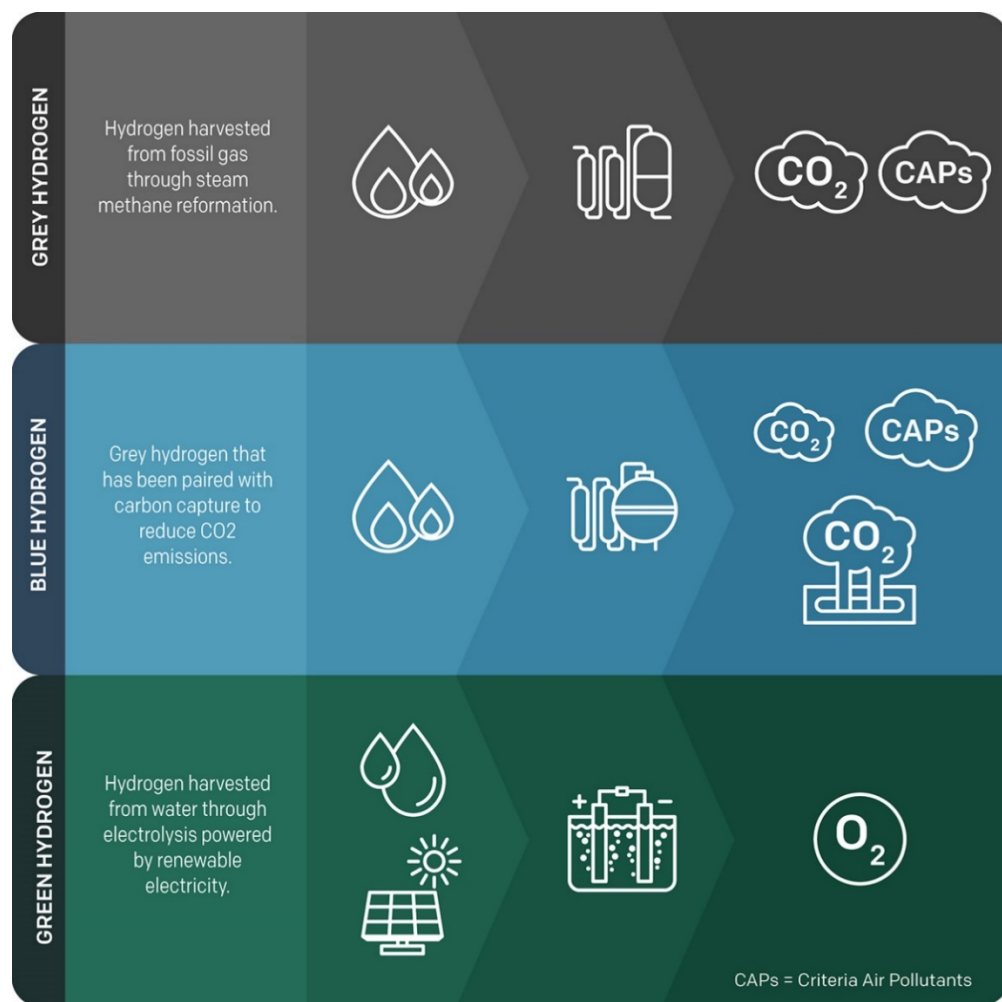 GREY HYDROGEN
Hydrogen harvested
from fossil gas
through steam
methane reformation.
CO₂
CAPs
BLUE HYDROGEN
Grey hydrogen that
has been paired with
carbon capture to
reduce CO2
emissions.
CO₂
CAPs
CO₂
GREEN HYDROGEN
Hydrogen harvested
from water through
electrolysis powered
by renewable
electricity.
+ −
O₂
CAPs = Criteria Air Pollutants